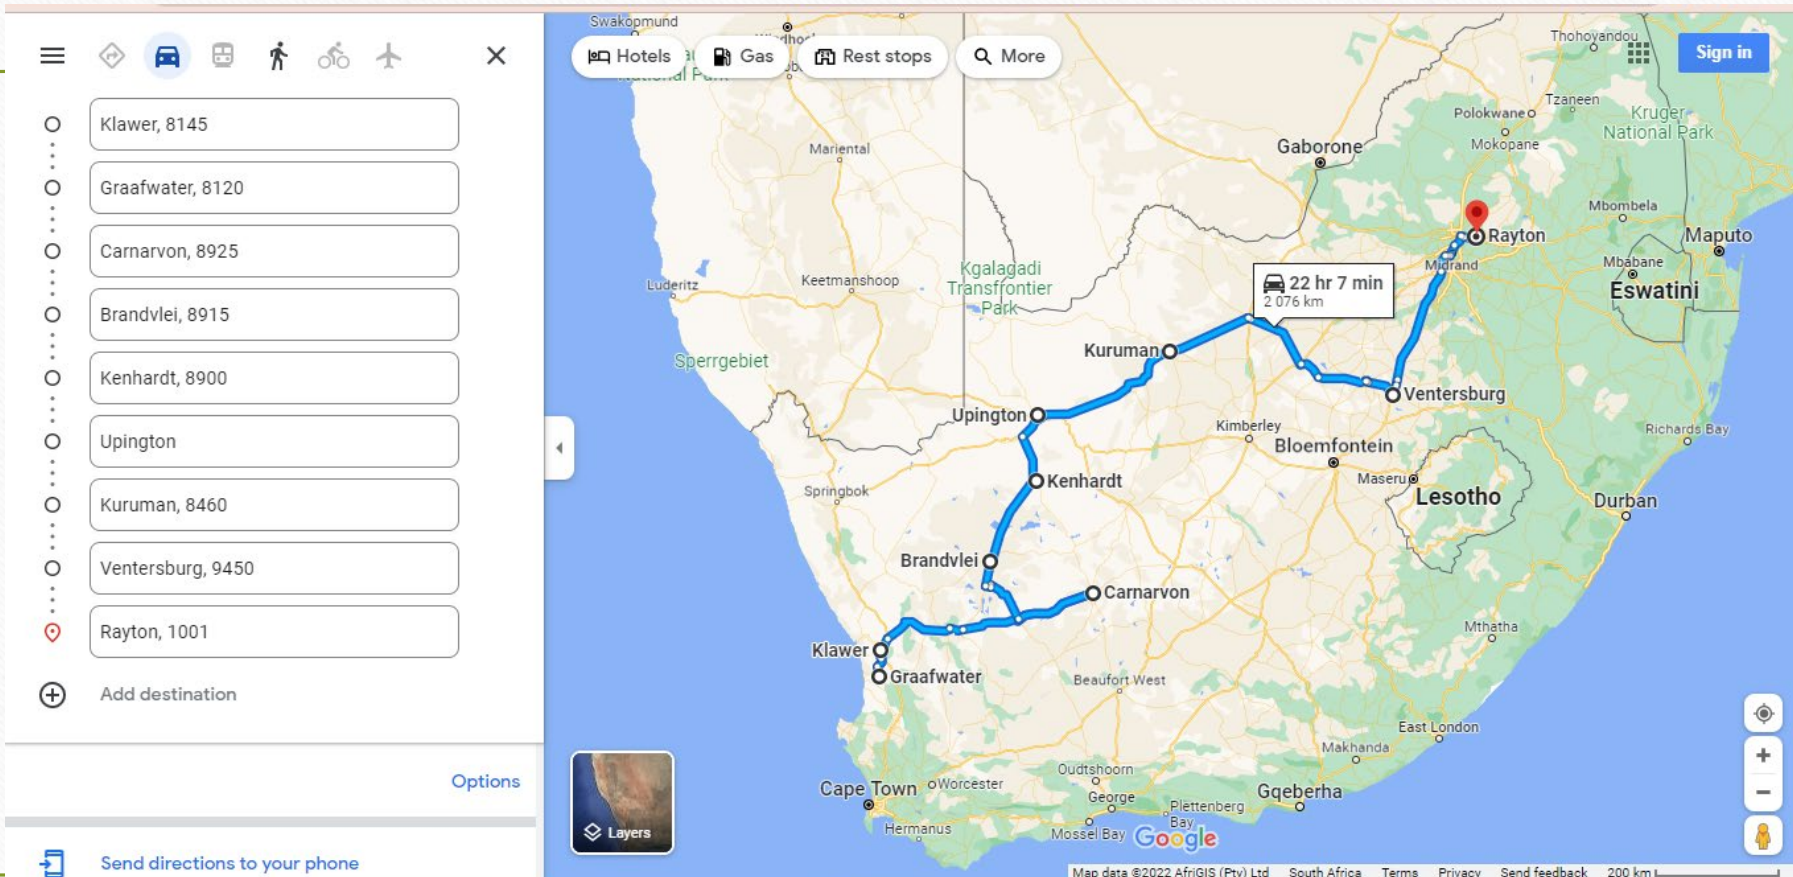 Klawer, 8145
Graafwater, 8120
Carnarvon, 8925
Brandvlei, 8915
Kenhardt, 8900
Upington
Kuruman, 8460
Ventersburg, 9450
Rayton, 1001
Add destination
Options
Send directions to your phone
Swakopmund
Hotels
Gas
Rest stops
More
Thohoyandou
Sign in
National Park
Polokwane
Tzaneen
Kruger
National Park
Mokopane
Gaborone
Mariental
Mbombela
Rayton
Maputo
Midrand
Mbabane
Eswatini
Kgalagadi
Transfrontier
Park
Keetmanshoop
Luderitz
22 hr 7 min
2 076 km
Kuruman
Sperrgebiet
Ventersburg
Upington
Kimberley
Bloemfontein
Richards Bay
Maseru
Lesotho
Springbok
Kenhardt
Durban
Brandvlei
Carnarvon
Mthatha
Klawer
Graafwater
Beaufort West
East London
Makhanda
Oudtshoorn
Cape Town
Worcester
George
Gqeberha
Plettenberg
Bay
Hermanus
Mossel Bay
Google
Layers
Map data ©2022 AfriGIS (Pty) Ltd South Africa Terms Privacy Send feedback 200 km